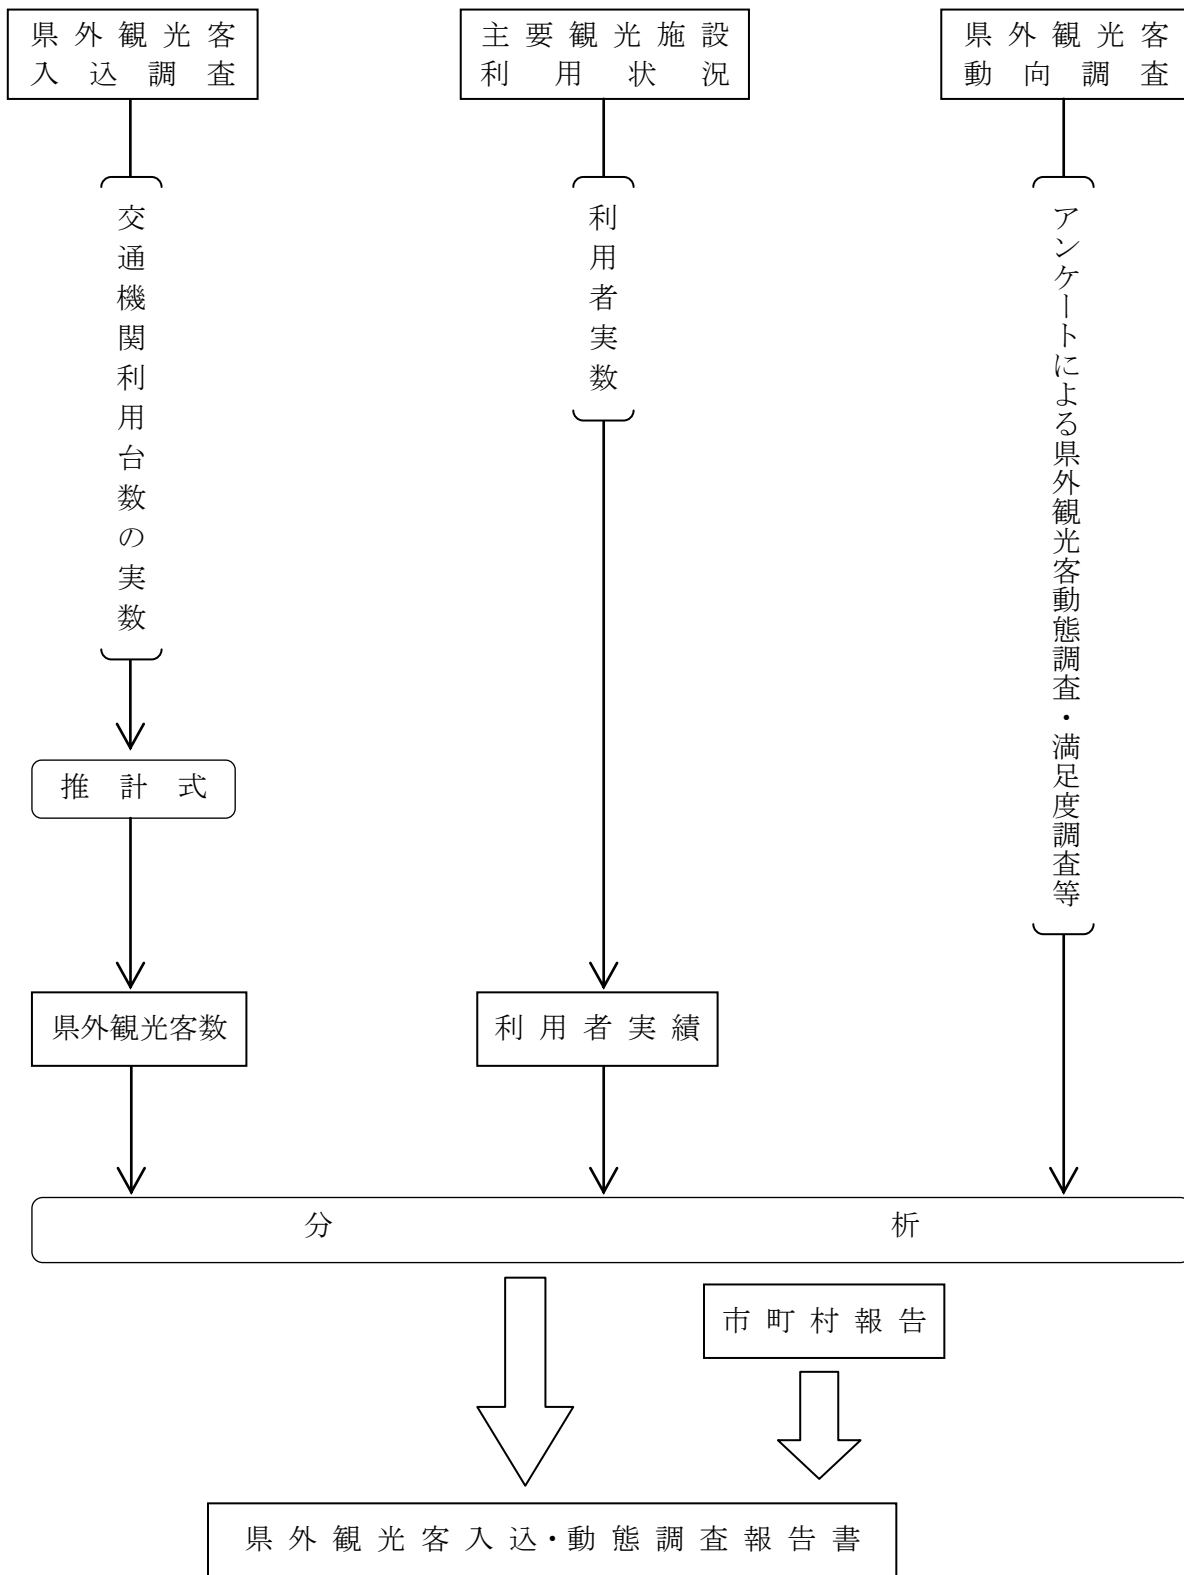 県外観光客
入込調査
主要観光施設
利用状況
県外観光客
動向調査
交通機関利用台数の実数
利用者実数
アンケートによる県外観光客動態調査・満足度調査等
推計式
県外観光客数
利用者実績
分析
市町村報告
県外観光客入込・動態調査報告書